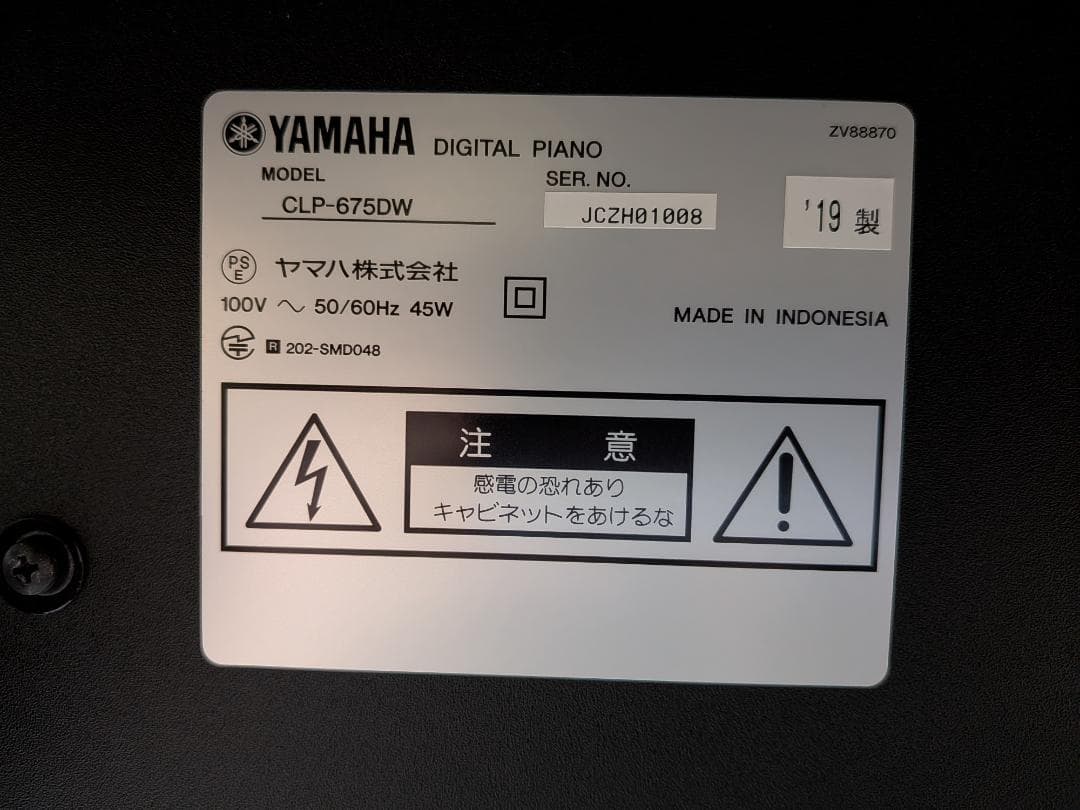 YAMAHA DIGITAL PIANO
ZV88870
MODEL
CLP-675DW
SER. NO.
JCZH01008
'19 製
PS E ヤマハ株式会社
100V ～ 50/60Hz 45W
MADE IN INDONESIA
R 202-SMD048
注意
感電の恐れあり
キャビネットをあけるな